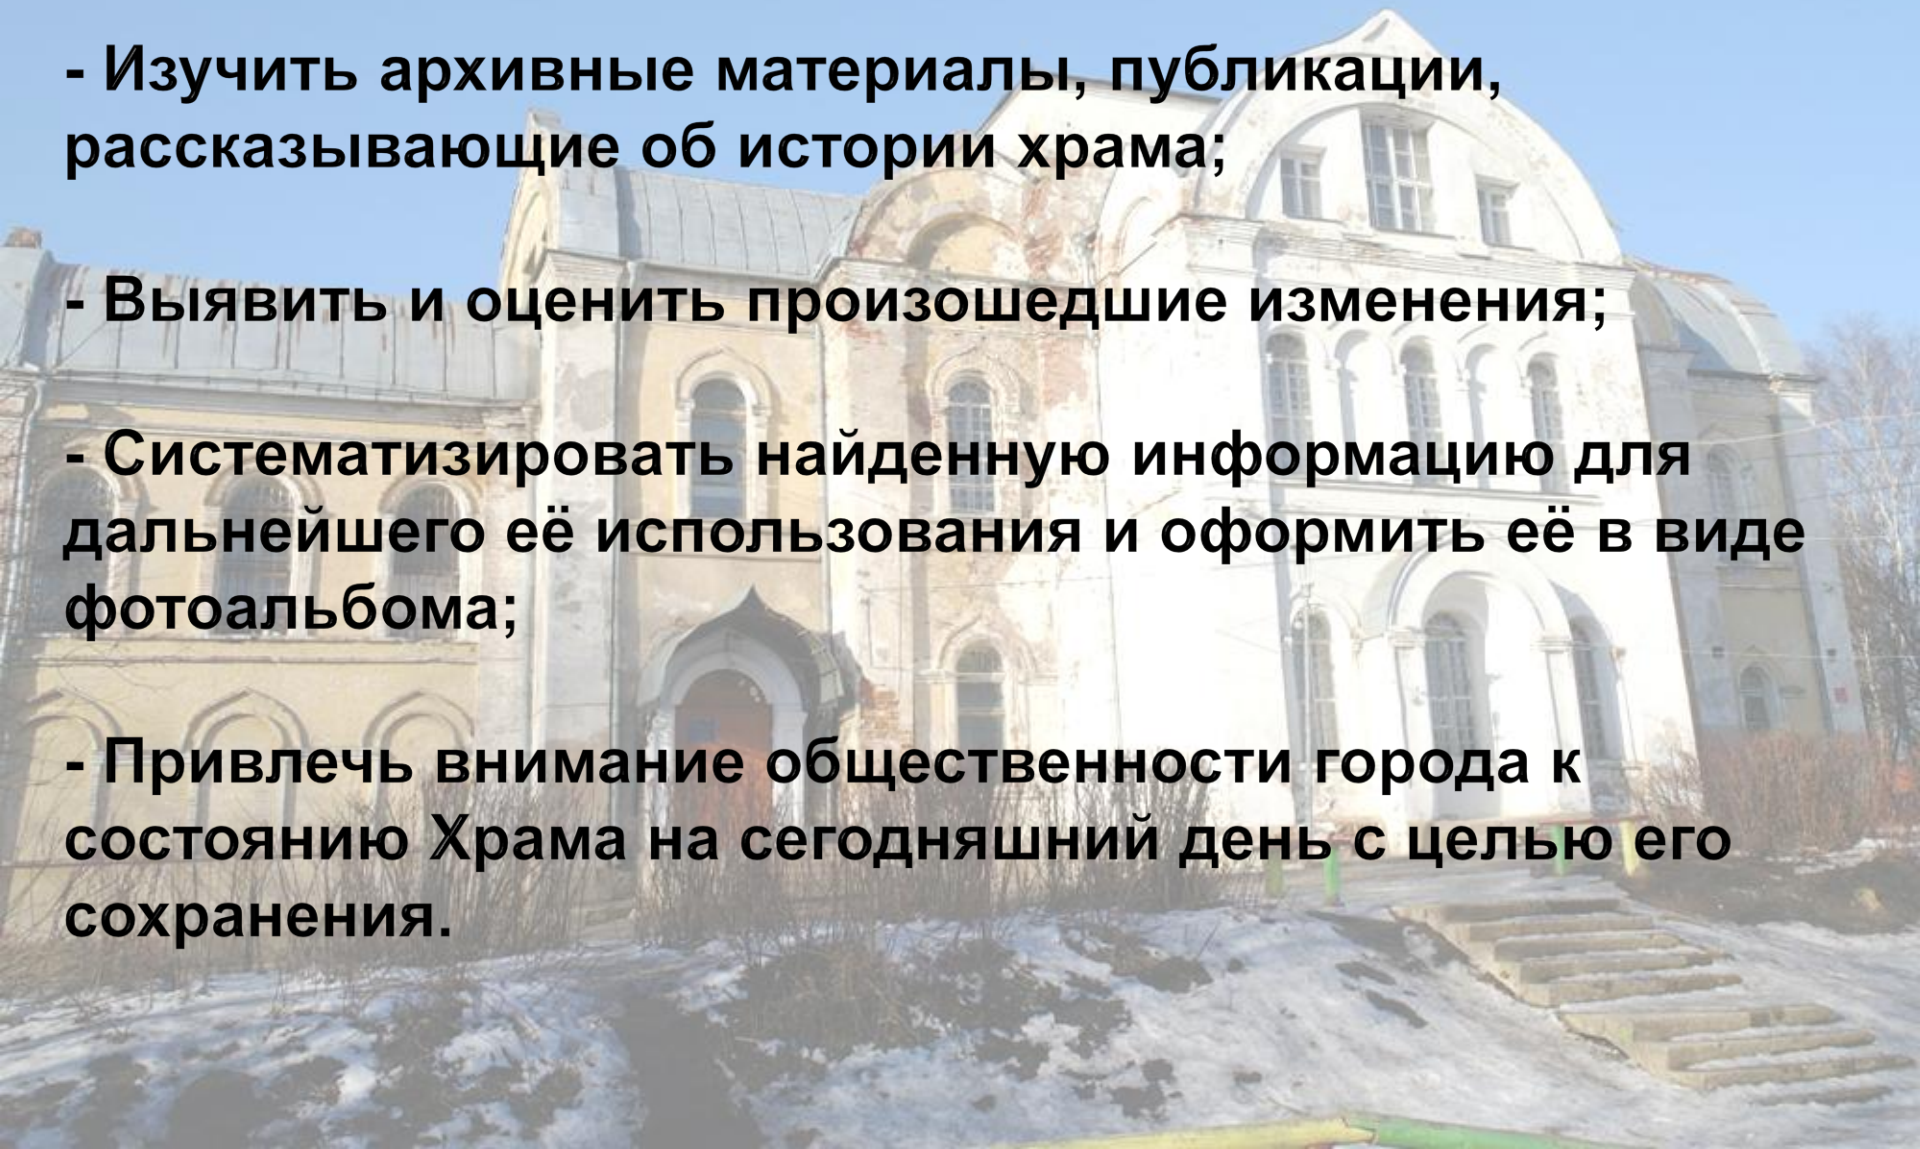 - Изучить архивные материалы, публикации,
рассказывающие об истории храма;
- Выявить и оценить произошедшие изменения;
- Систематизировать найденную информацию для
дальнейшего её использования и оформить её в виде
фотоальбома;
- Привлечь внимание общественности города к
состоянию Храма на сегодняшний день с целью его
сохранения.